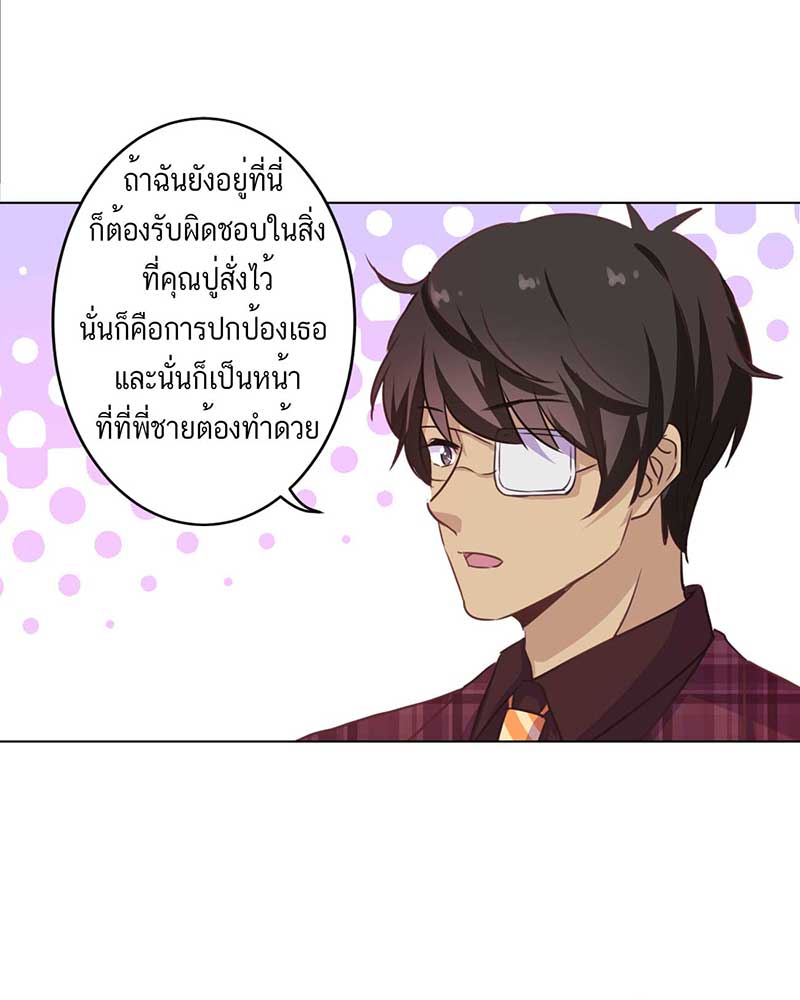 ถ้าฉันยังอยู่ที่นี่
ก็ต้องรับผิดชอบในสิ่ง
ที่คุณปู่สั่งไว้
นั่นก็คือการปกป้องเธอ
และนั่นก็เป็นหน้า
ที่ที่พี่ชายต้องทำด้วย